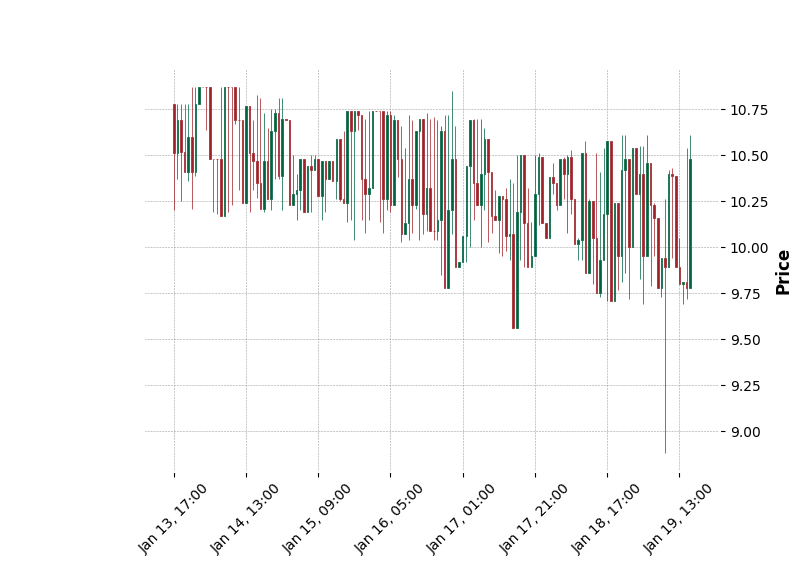 10.75
10.50
10.25
10.00
9.75
9.50
9.25
9.00
Price
Jan 13, 17:00
Jan 14, 13:00
Jan 15, 09:00
Jan 16, 05:00
Jan 17, 01:00
Jan 17, 21:00
Jan 18, 17:00
Jan 19, 13:00